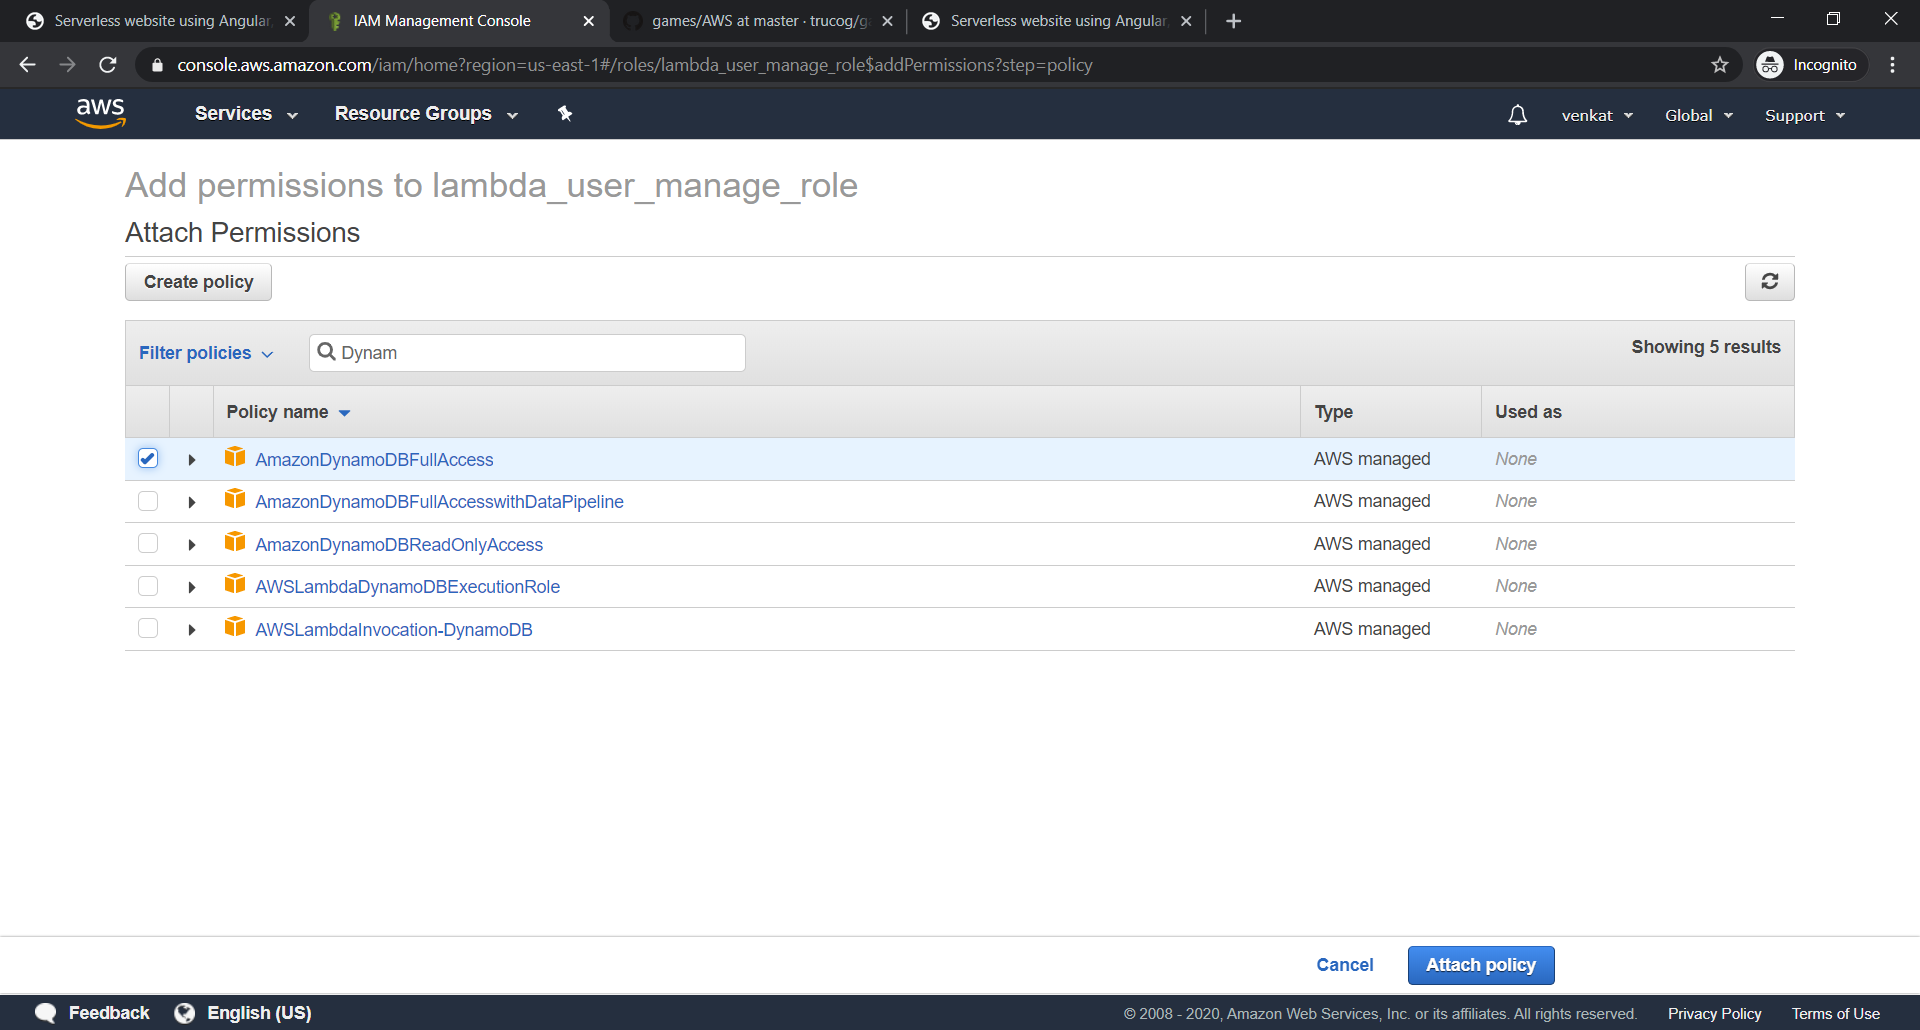 Serverless website using Angular,
IAM Management Console
games/AWS at master · trucog/ga
Serverless website using Angular,
console.aws.amazon.com/iam/home?region=us-east-1#/roles/lambda_user_manage_role$addPermissions?step=policy
Incognito
aws
Services
Resource Groups
venkat
Global
Support
Add permissions to lambda_user_manage_role
Attach Permissions
Create policy
Filter policies
Dynam
Showing 5 results
Policy name
Type
Used as
AmazonDynamoDBFullAccess AWS managed None
AmazonDynamoDBFullAccesswithDataPipeline AWS managed None
AmazonDynamoDBReadOnlyAccess AWS managed None
AWSLambdaDynamoDBExecutionRole AWS managed None
AWSLambdaInvocation-DynamoDB AWS managed None
Cancel
Attach policy
Feedback
English (US)
© 2008 - 2020, Amazon Web Services, Inc. or its affiliates. All rights reserved.
Privacy Policy
Terms of Use